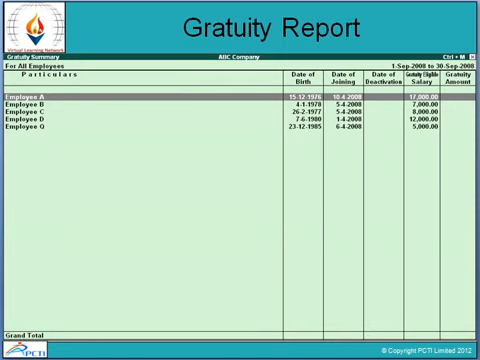 Gratuity Report
Virtual Learning Network
Gratuity Summary ABC Company Ctrl + M
For All Employees 1-Sep-2008 to 30-Sep-2008
Particulars Date of Birth Date of Joining Date of Deactivation Gratuity Eligible Salary Gratuity Amount
Employee A 15-12-1976 10-4-2008 17,000.00
Employee B 4-1-1978 5-4-2008 7,000.00
Employee C 26-2-1977 5-4-2008 8,000.00
Employee D 7-6-1980 1-4-2008 12,000.00
Employee Q 23-12-1985 6-4-2008 5,000.00
Grand Total
PCTI © Copyright PCTI Limited 2012